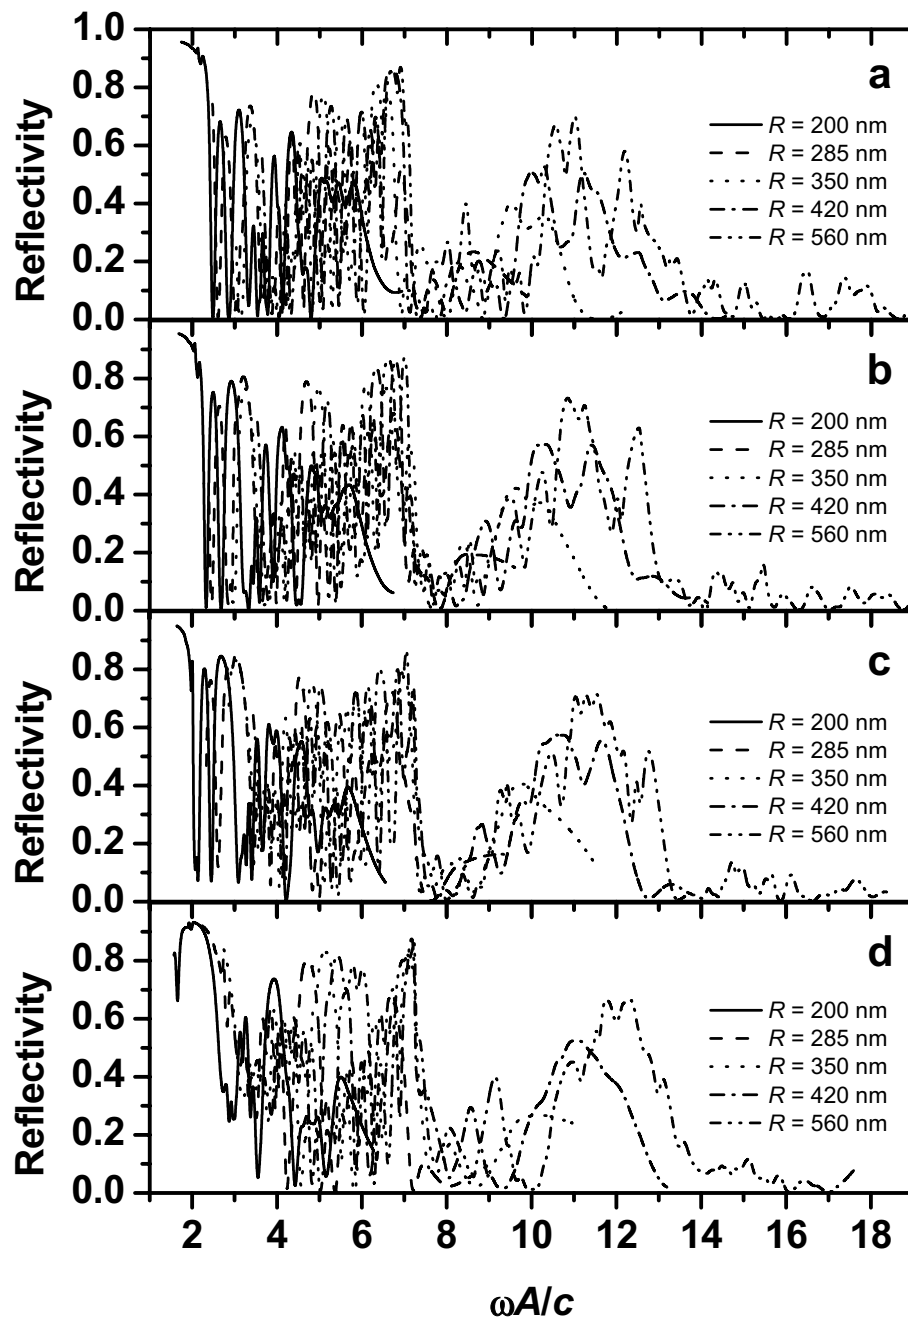 1.0
a
0.8
R = 200 nm
R = 285 nm
0.6
R = 350 nm
0.4
R = 420 nm
R = 560 nm
0.2
0.0
Reflectivity
b
0.8
R = 200 nm
R = 285 nm
0.6
R = 350 nm
0.4
R = 420 nm
R = 560 nm
0.2
0.0
Reflectivity
c
0.8
R = 200 nm
R = 285 nm
0.6
R = 350 nm
0.4
R = 420 nm
R = 560 nm
0.2
0.0
Reflectivity
d
0.8
R = 200 nm
R = 285 nm
0.6
R = 350 nm
0.4
R = 420 nm
R = 560 nm
0.2
0.0
Reflectivity
2 4 6 8 10 12 14 16 18
ωA/c